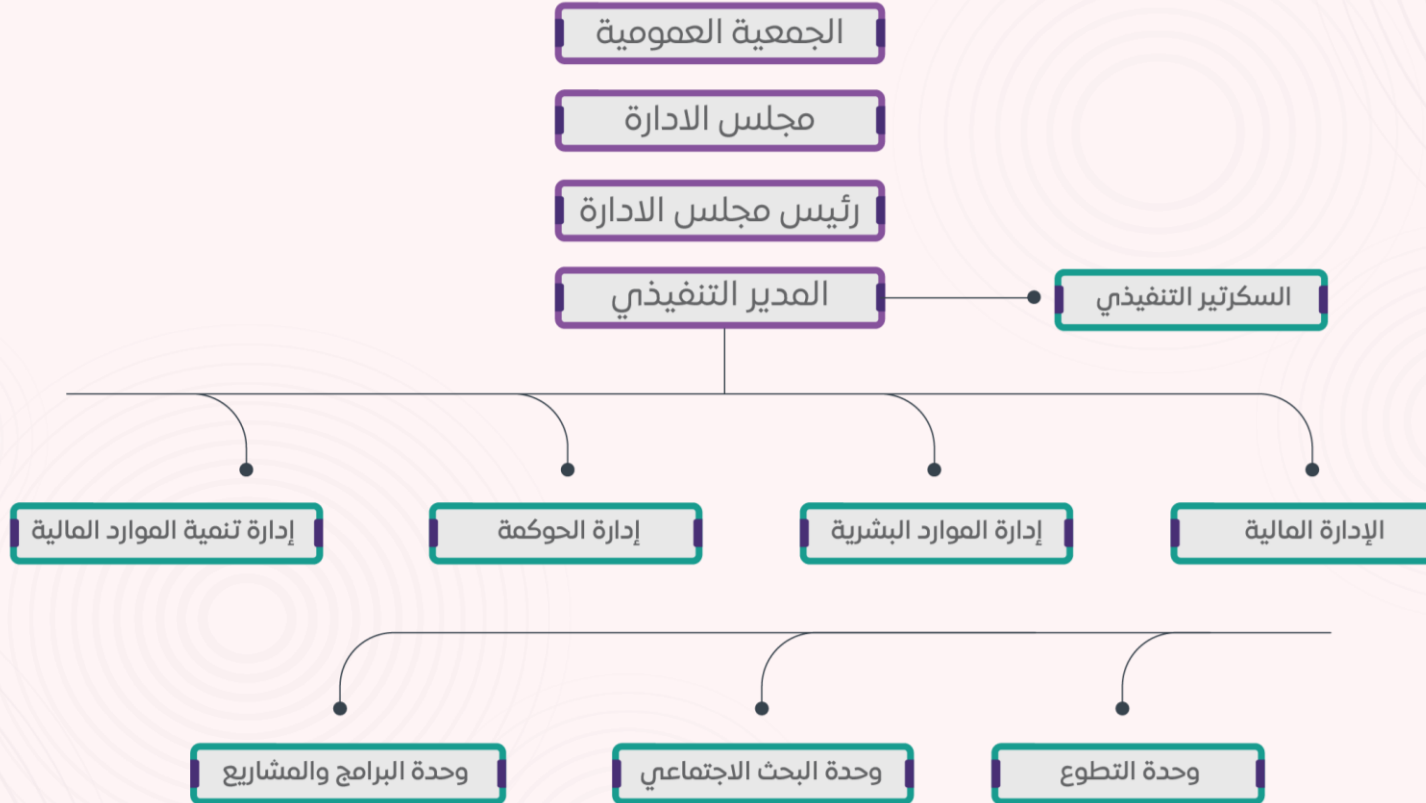 الجمعية العمومية
مجلس الادارة
رئيس مجلس الادارة
المدير التنفيذي
السكرتير التنفيذي
الإدارة المالية
إدارة الموارد البشرية
إدارة الحوكمة
إدارة تنمية الموارد المالية
وحدة التطوع
وحدة البحث الاجتماعي
وحدة البرامج والمشاريع